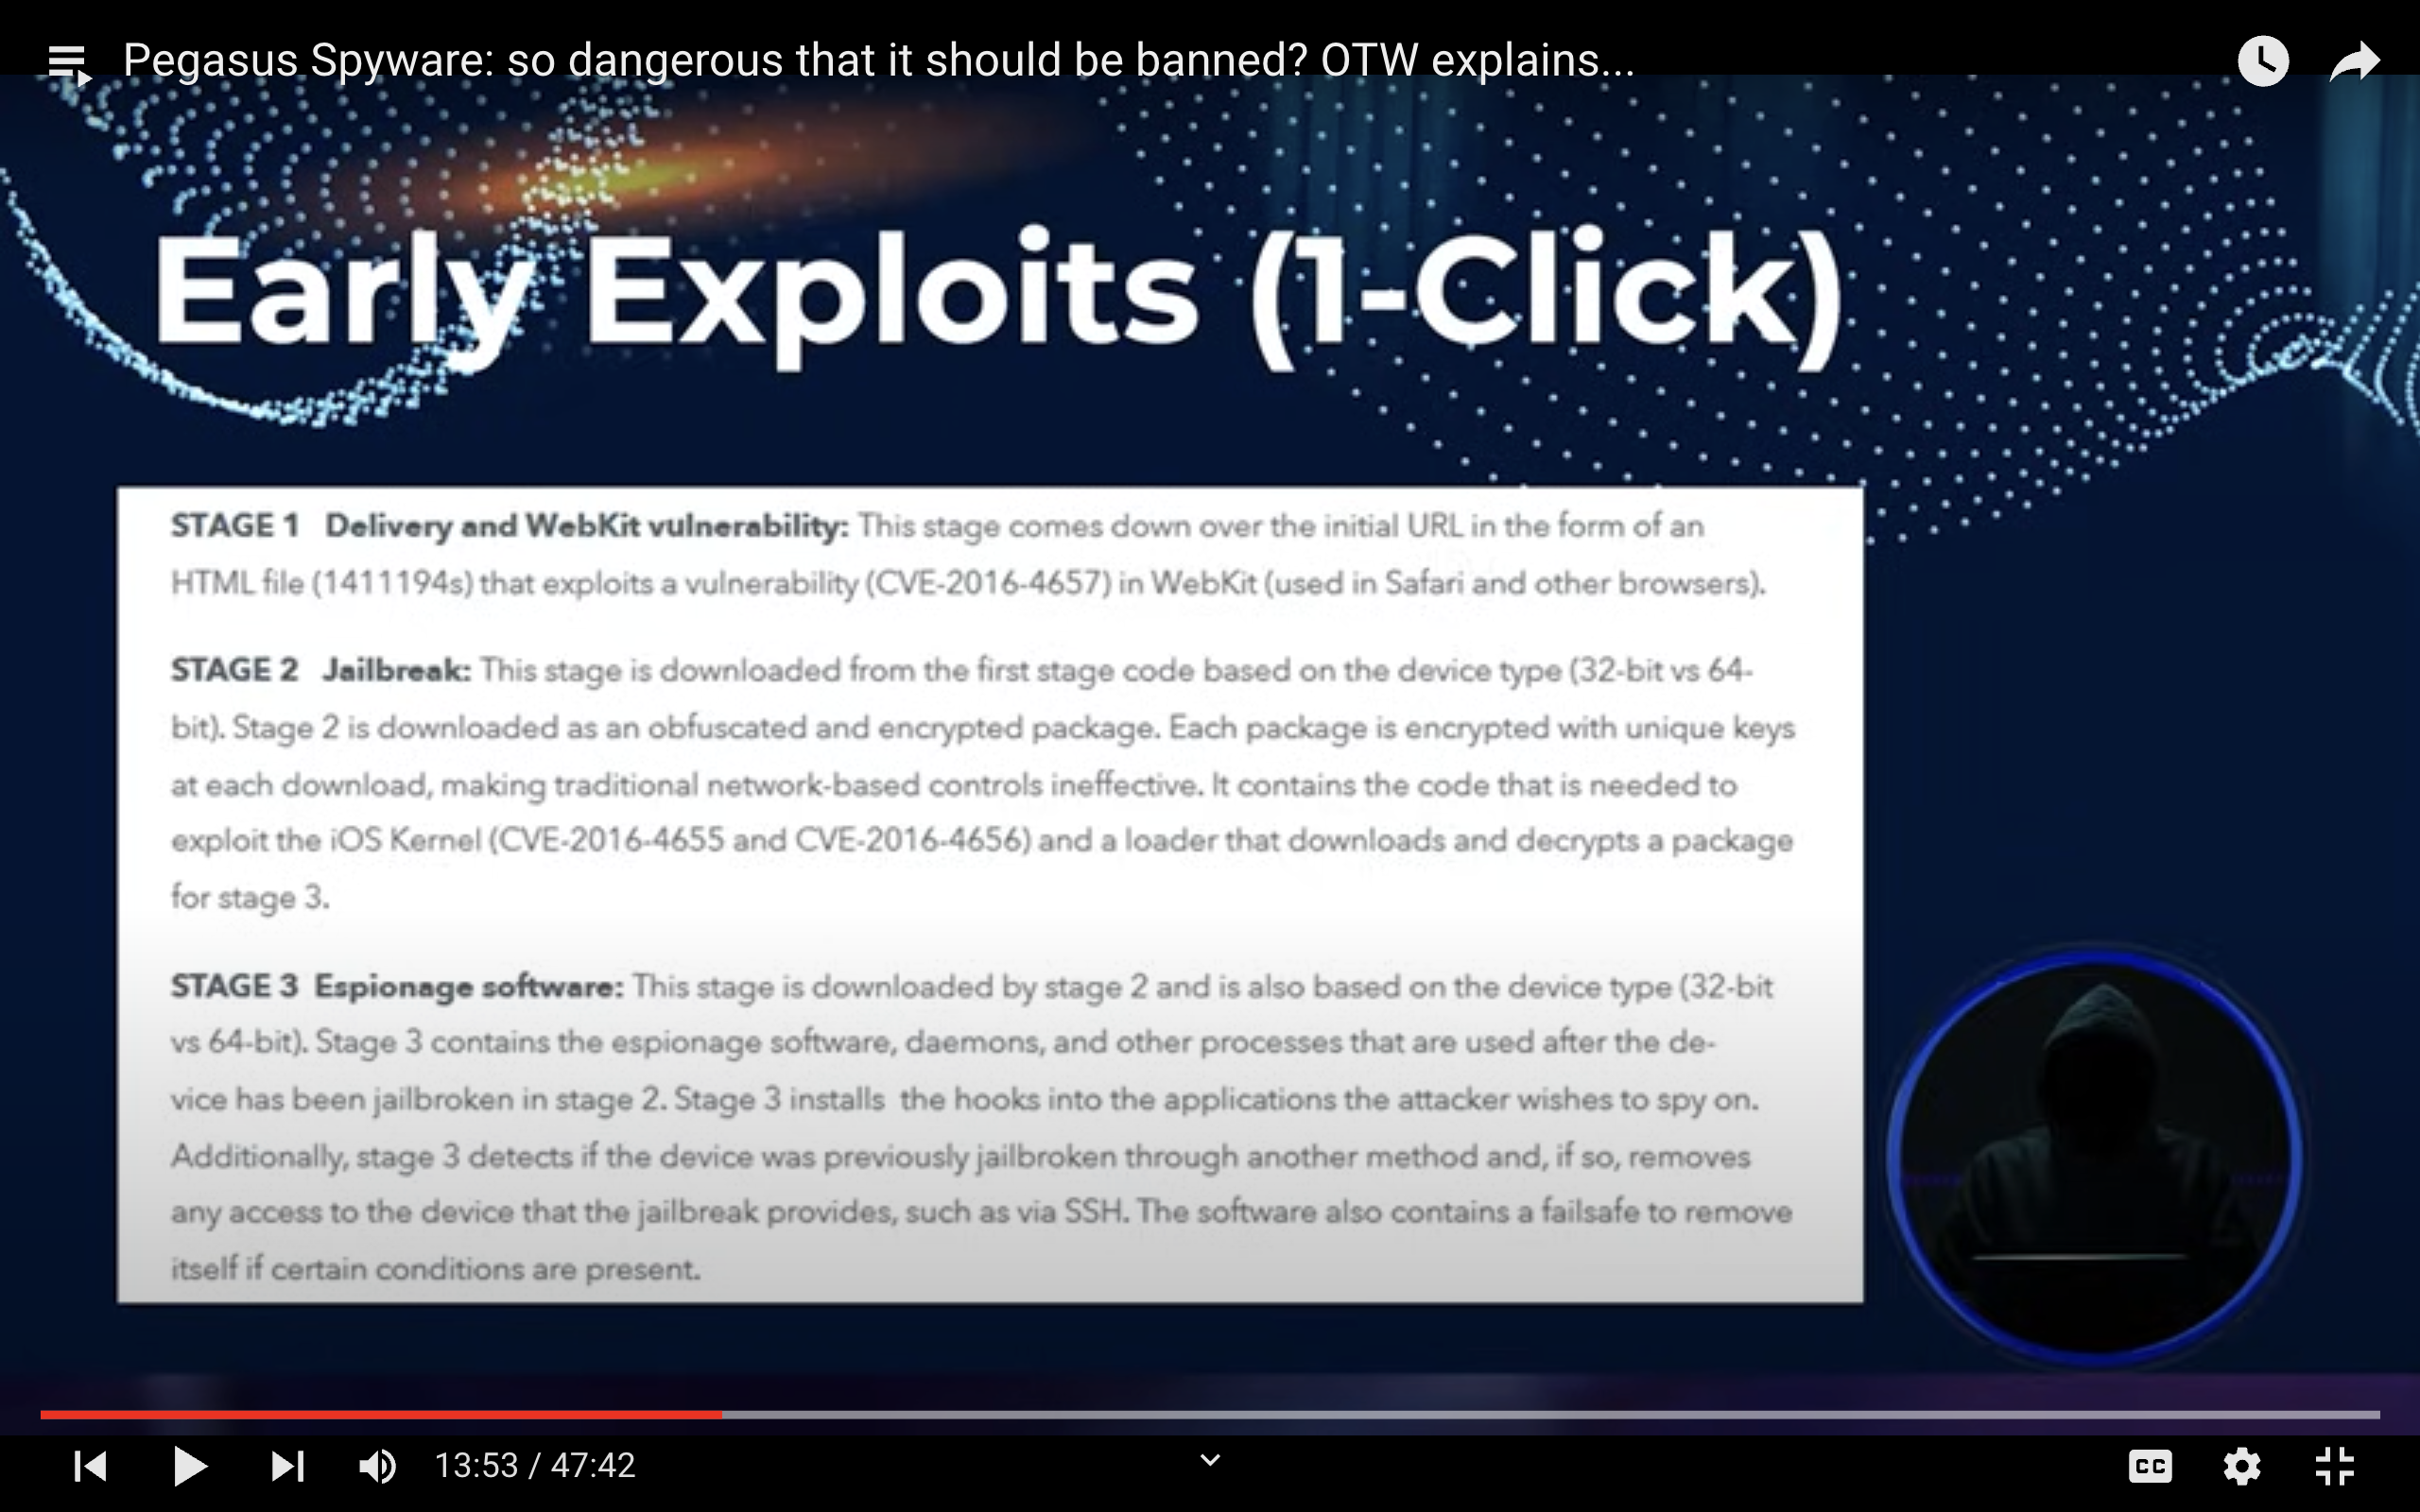 Pegasus Spyware: so dangerous that it should be banned? OTW explains...
Early Exploits (1-Click)
STAGE 1 Delivery and WebKit vulnerability: This stage comes down over the initial URL in the form of an
HTML file (1411194s) that exploits a vulnerability (CVE-2016-4657) in WebKit (used in Safari and other browsers).
STAGE 2 Jailbreak: This stage is downloaded from the first stage code based on the device type (32-bit vs 64-
bit). Stage 2 is downloaded as an obfuscated and encrypted package. Each package is encrypted with unique keys
at each download, making traditional network-based controls ineffective. It contains the code that is needed to
exploit the iOS Kernel (CVE-2016-4655 and CVE-2016-4656) and a loader that downloads and decrypts a package
for stage 3.
STAGE 3 Espionage software: This stage is downloaded by stage 2 and is also based on the device type (32-bit
vs 64-bit). Stage 3 contains the espionage software, daemons, and other processes that are used after the de-
vice has been jailbroken in stage 2. Stage 3 installs the hooks into the applications the attacker wishes to spy on.
Additionally, stage 3 detects if the device was previously jailbroken through another method and, if so, removes
any access to the device that the jailbreak provides, such as via SSH. The software also contains a failsafe to remove
itself if certain conditions are present.
13:53 / 47:42
CC